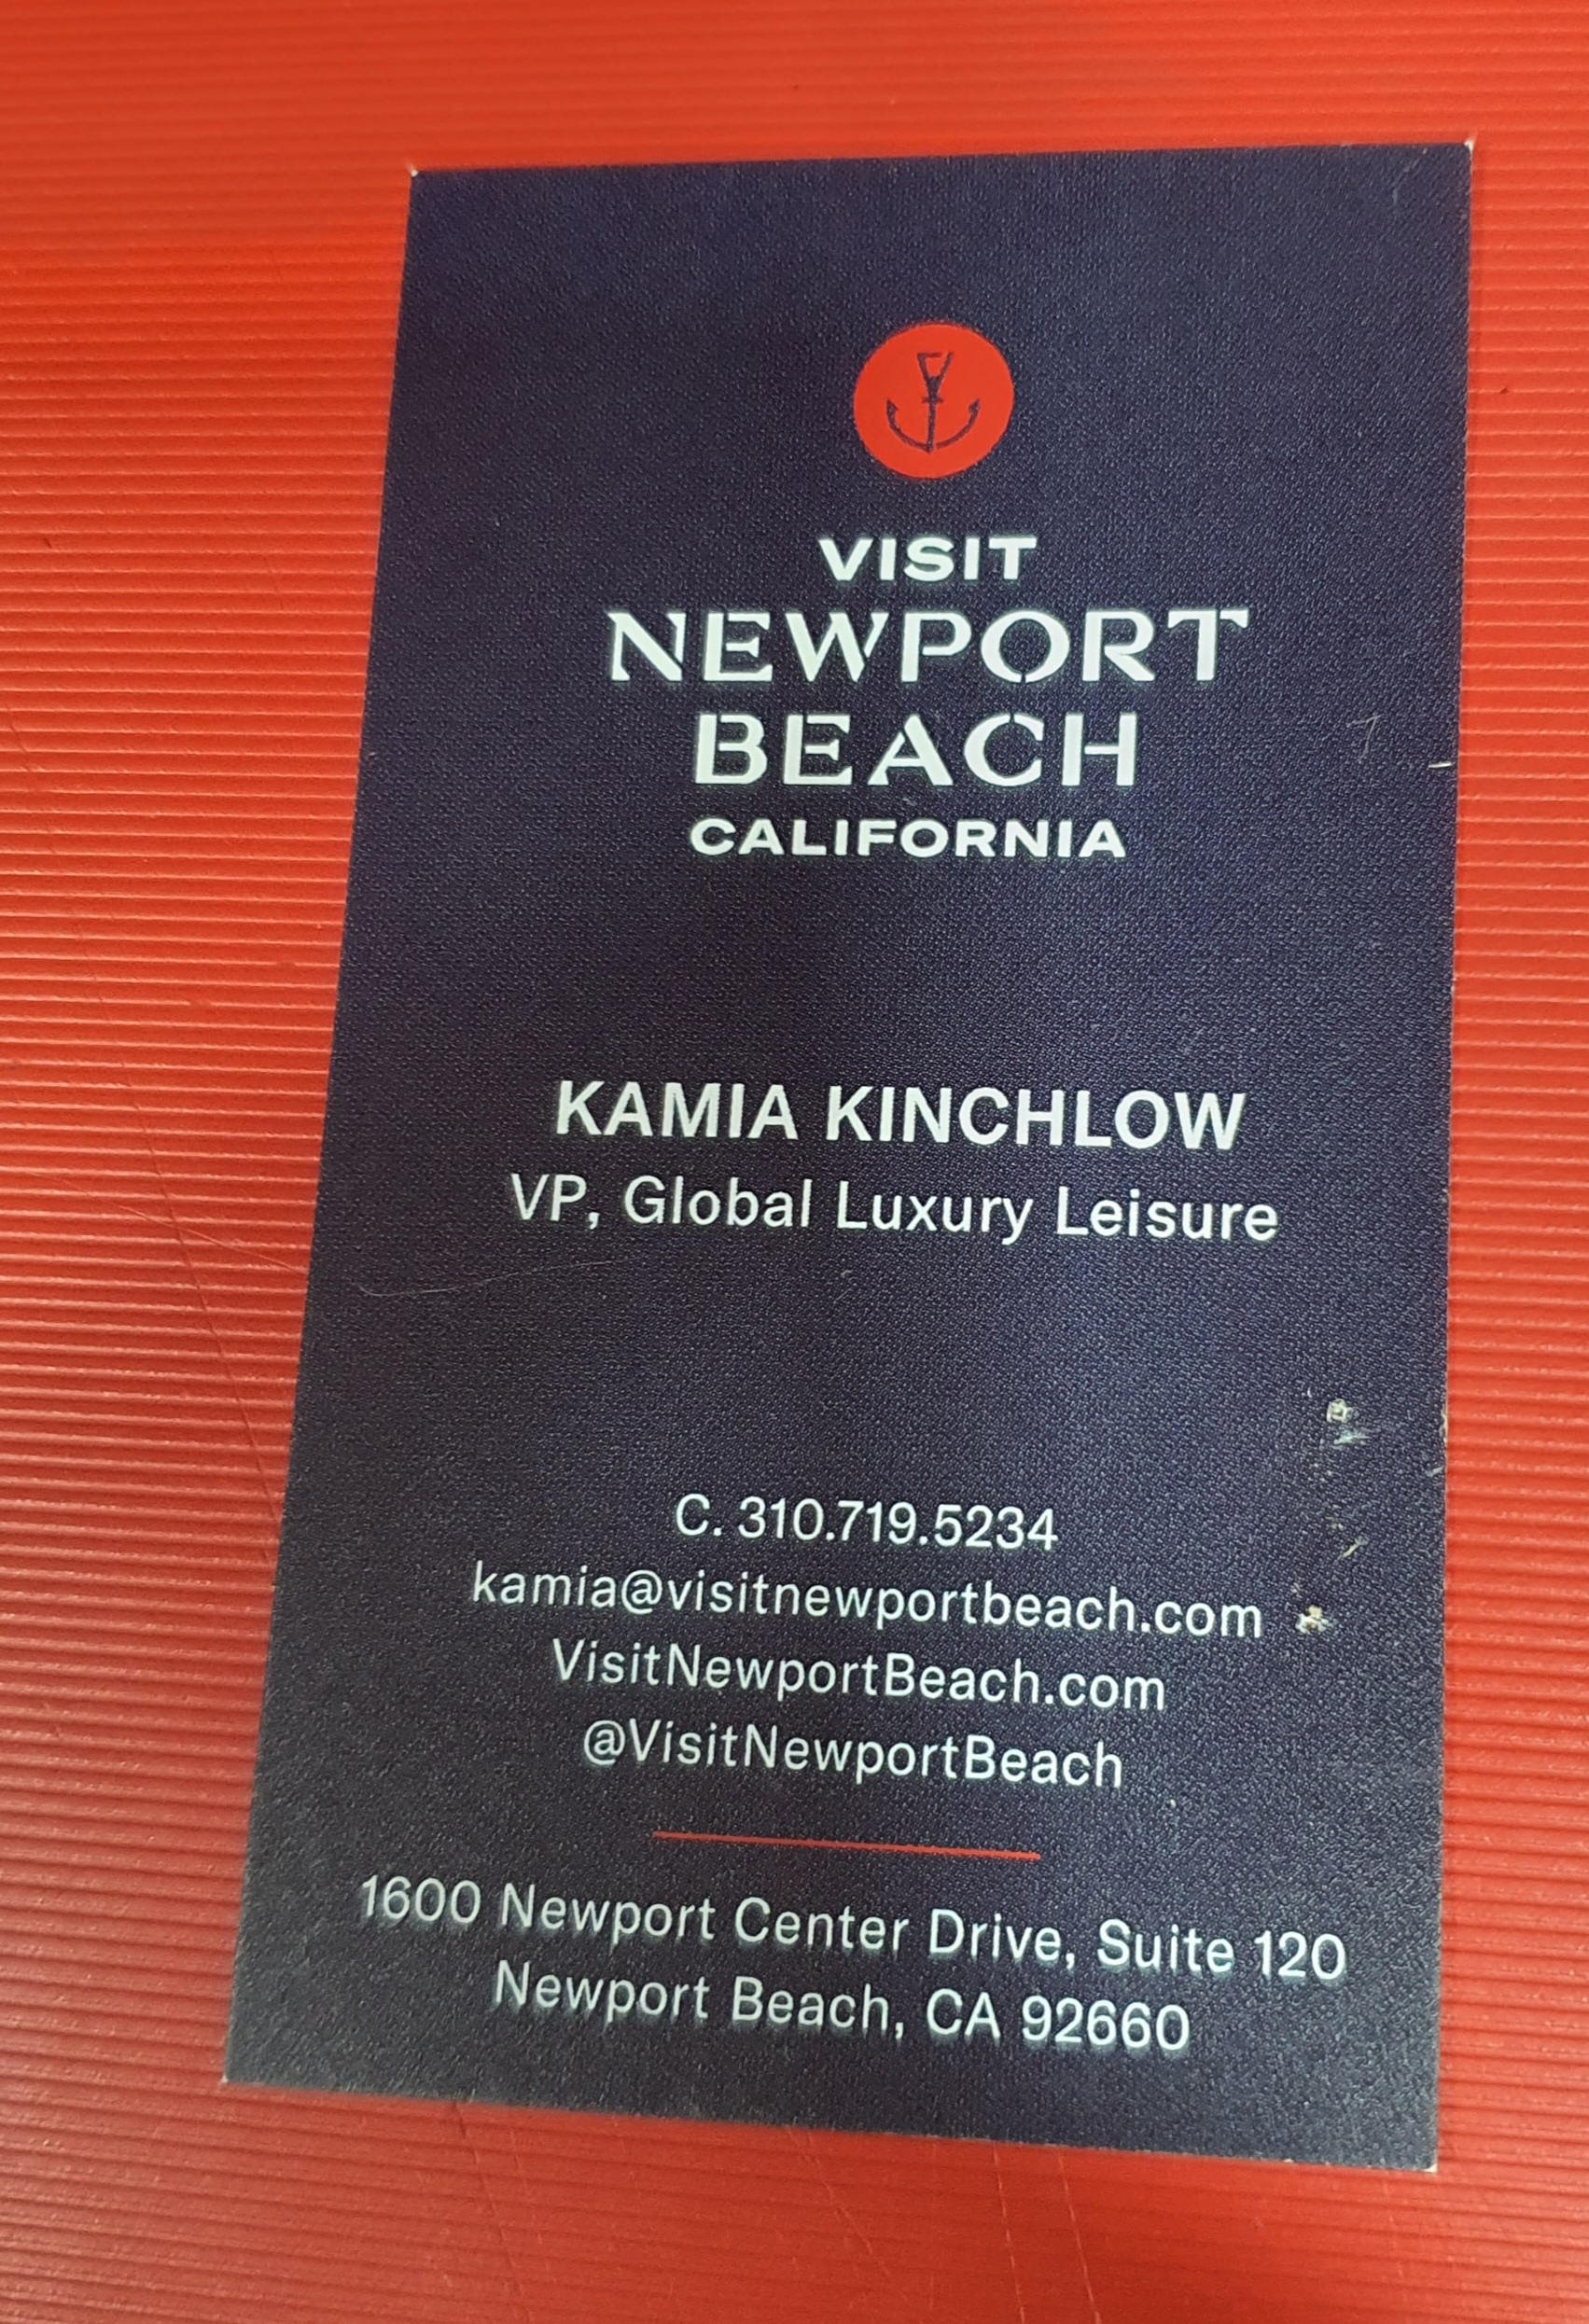 VISIT
NEWPORT
BEACH
CALIFORNIA
KAMIA KINCHLOW
VP, Global Luxury Leisure
C. 310.719.5234
kamia@visitnewportbeach.com
VisitNewportBeach.com
@VisitNewportBeach
1600 Newport Center Drive, Suite 120
Newport Beach, CA 92660